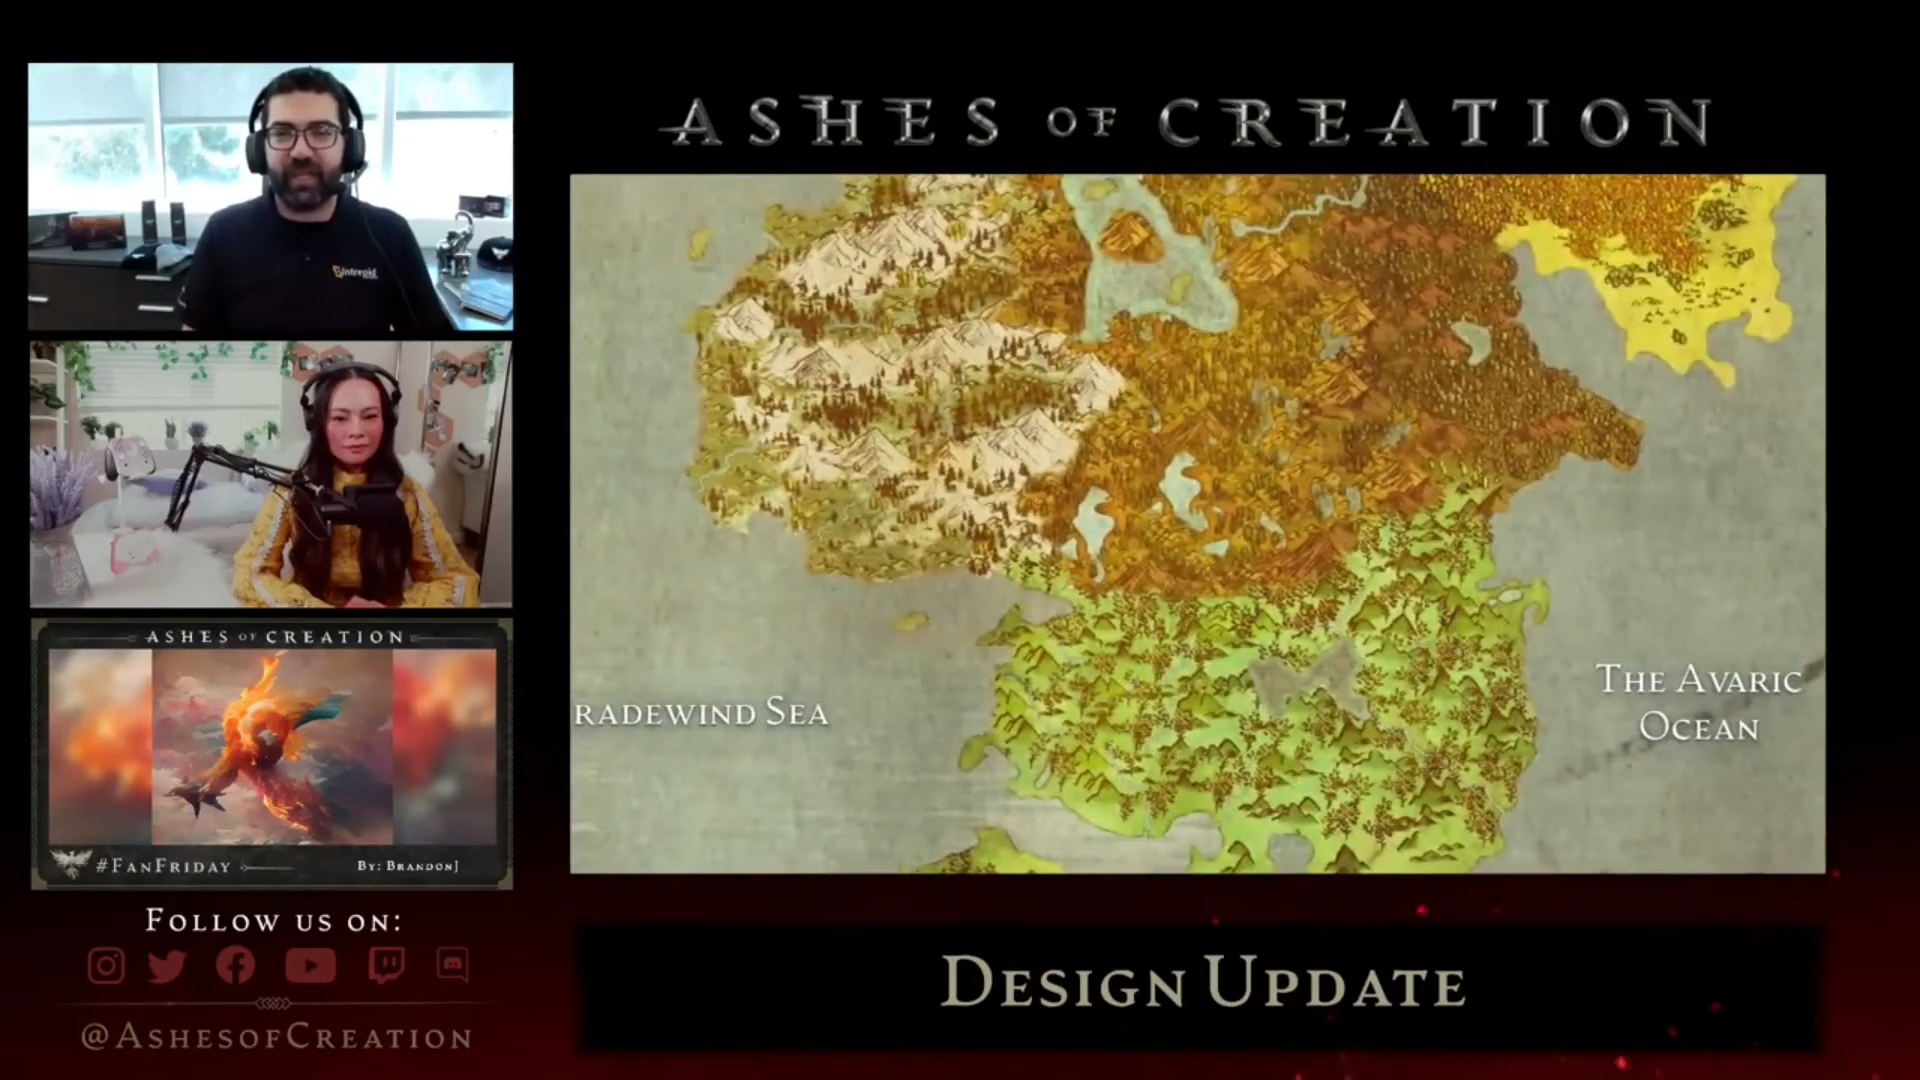 Intrepid
ASHES OF CREATION
RADEWIND SEA
THE AVARIC
OCEAN
DESIGN UPDATE
ASHES OF CREATION
#FANFRIDAY
BY: BRANDONJ
FOLLOW US ON:
@ASHESOFCREATION